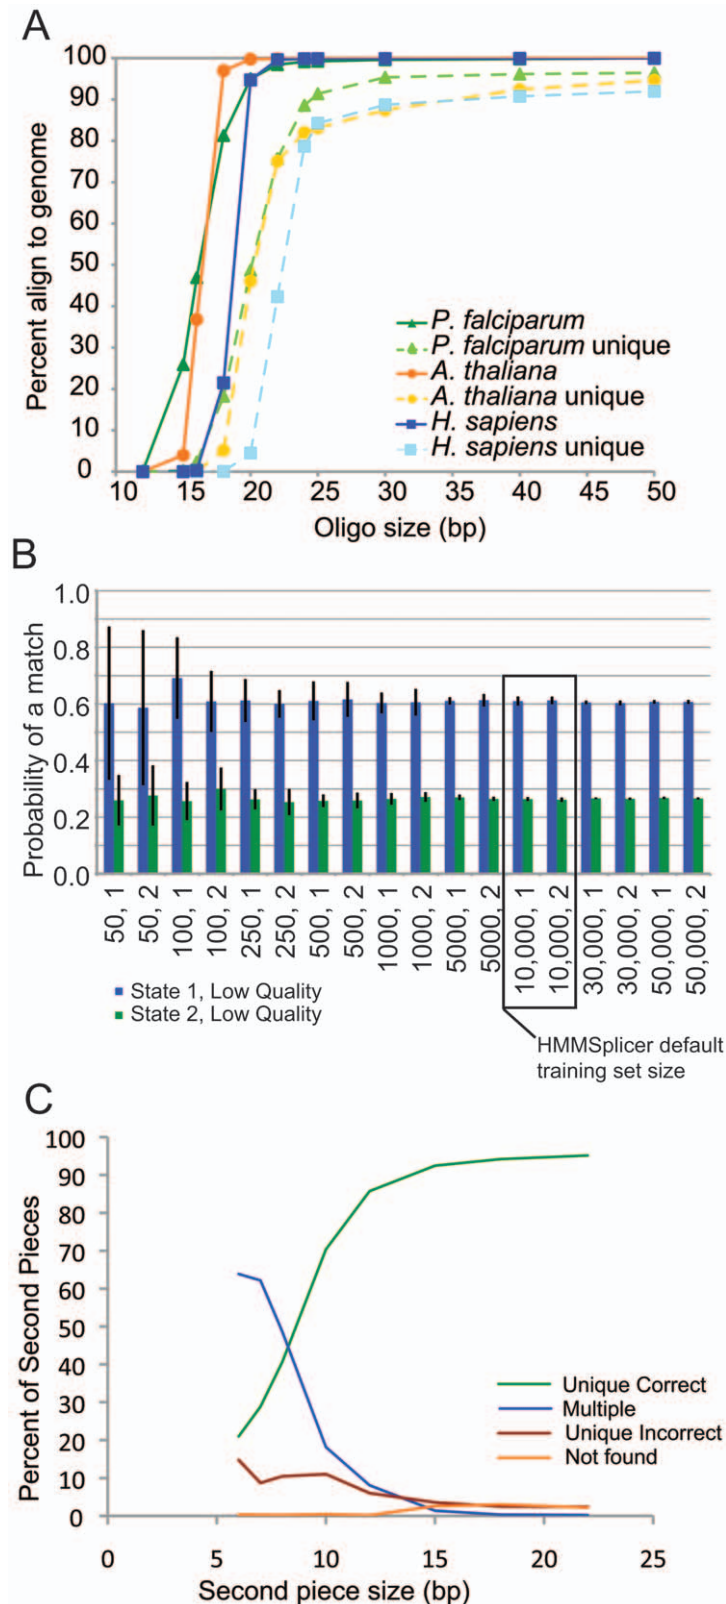 A
Percent align to genome
100
90
80
70
60
50
40
30
20
10
0
10
15
20
25
30
35
40
45
50
Oligo size (bp)
P. falciparum
P. falciparum unique
A. thaliana
A. thaliana unique
H. sapiens
H. sapiens unique
B
Probability of a match
1.0
0.8
0.6
0.4
0.2
0.0
50, 1
50, 2
100, 1
100, 2
250, 1
250, 2
500, 1
500, 2
1000, 1
1000, 2
5000, 1
5000, 2
10,000, 1
10,000, 2
30,000, 1
30,000, 2
50,000, 1
50,000, 2
State 1, Low Quality
State 2, Low Quality
HMMSplicer default
training set size
C
Percent of Second Pieces
100
90
80
70
60
50
40
30
20
10
0
0
5
10
15
20
25
Second piece size (bp)
Unique Correct
Multiple
Unique Incorrect
Not found